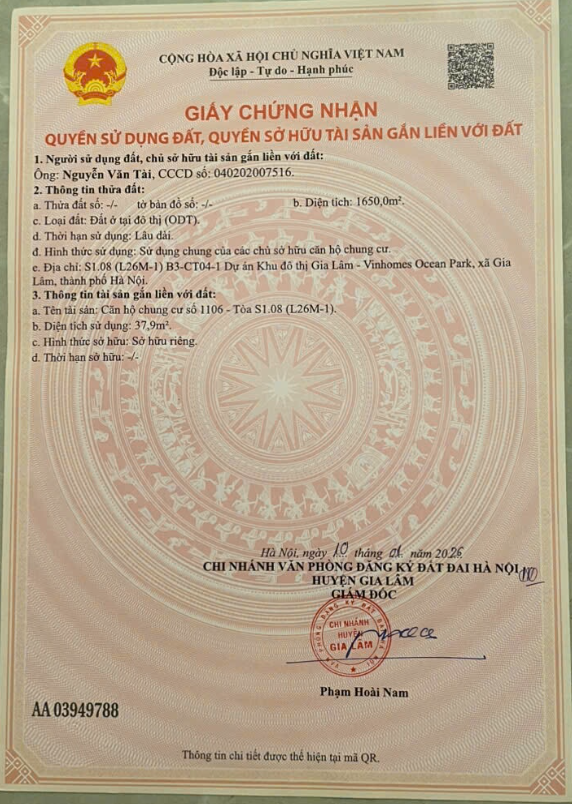 CỘNG HÒA XÃ HỘI CHỦ NGHĨA VIỆT NAM
Độc lập - Tự do - Hạnh phúc
GIẤY CHỨNG NHẬN
QUYỀN SỬ DỤNG ĐẤT, QUYỀN SỞ HỮU TÀI SẢN GẮN LIỀN VỚI ĐẤT
1. Người sử dụng đất, chủ sở hữu tài sản gắn liền với đất:
Ông: Nguyễn Văn Tài, CCCD số: 040202007516.
2. Thông tin thửa đất:
a. Thửa đất số: -/- tờ bản đồ số: -/- b. Diện tích: 1650,0m².
c. Loại đất: Đất ở tại đô thị (ODT).
d. Thời hạn sử dụng: Lâu dài.
đ. Hình thức sử dụng: Sử dụng chung của các chủ sở hữu căn hộ chung cư.
e. Địa chỉ: S1.08 (L26M-1) B3-CT04-1 Dự án Khu đô thị Gia Lâm - Vinhomes Ocean Park, xã Gia
Lâm, thành phố Hà Nội.
3. Thông tin tài sản gắn liền với đất:
a. Tên tài sản: Căn hộ chung cư số 1106 - Tòa S1.08 (L26M-1).
b. Diện tích sử dụng: 37,9m².
c. Hình thức sở hữu: Sở hữu riêng.
d. Thời hạn sở hữu: -/-
Hà Nội, ngày 10 tháng 01 năm 2026
CHI NHÁNH VĂN PHÒNG ĐĂNG KÝ ĐẤT ĐAI HÀ NỘI
HUYỆN GIA LÂM
GIÁM ĐỐC
CHI NHÁNH
HUYỆN
GIA LÂM
Phạm Hoài Nam
AA 03949788
Thông tin chi tiết được thể hiện tại mã QR.